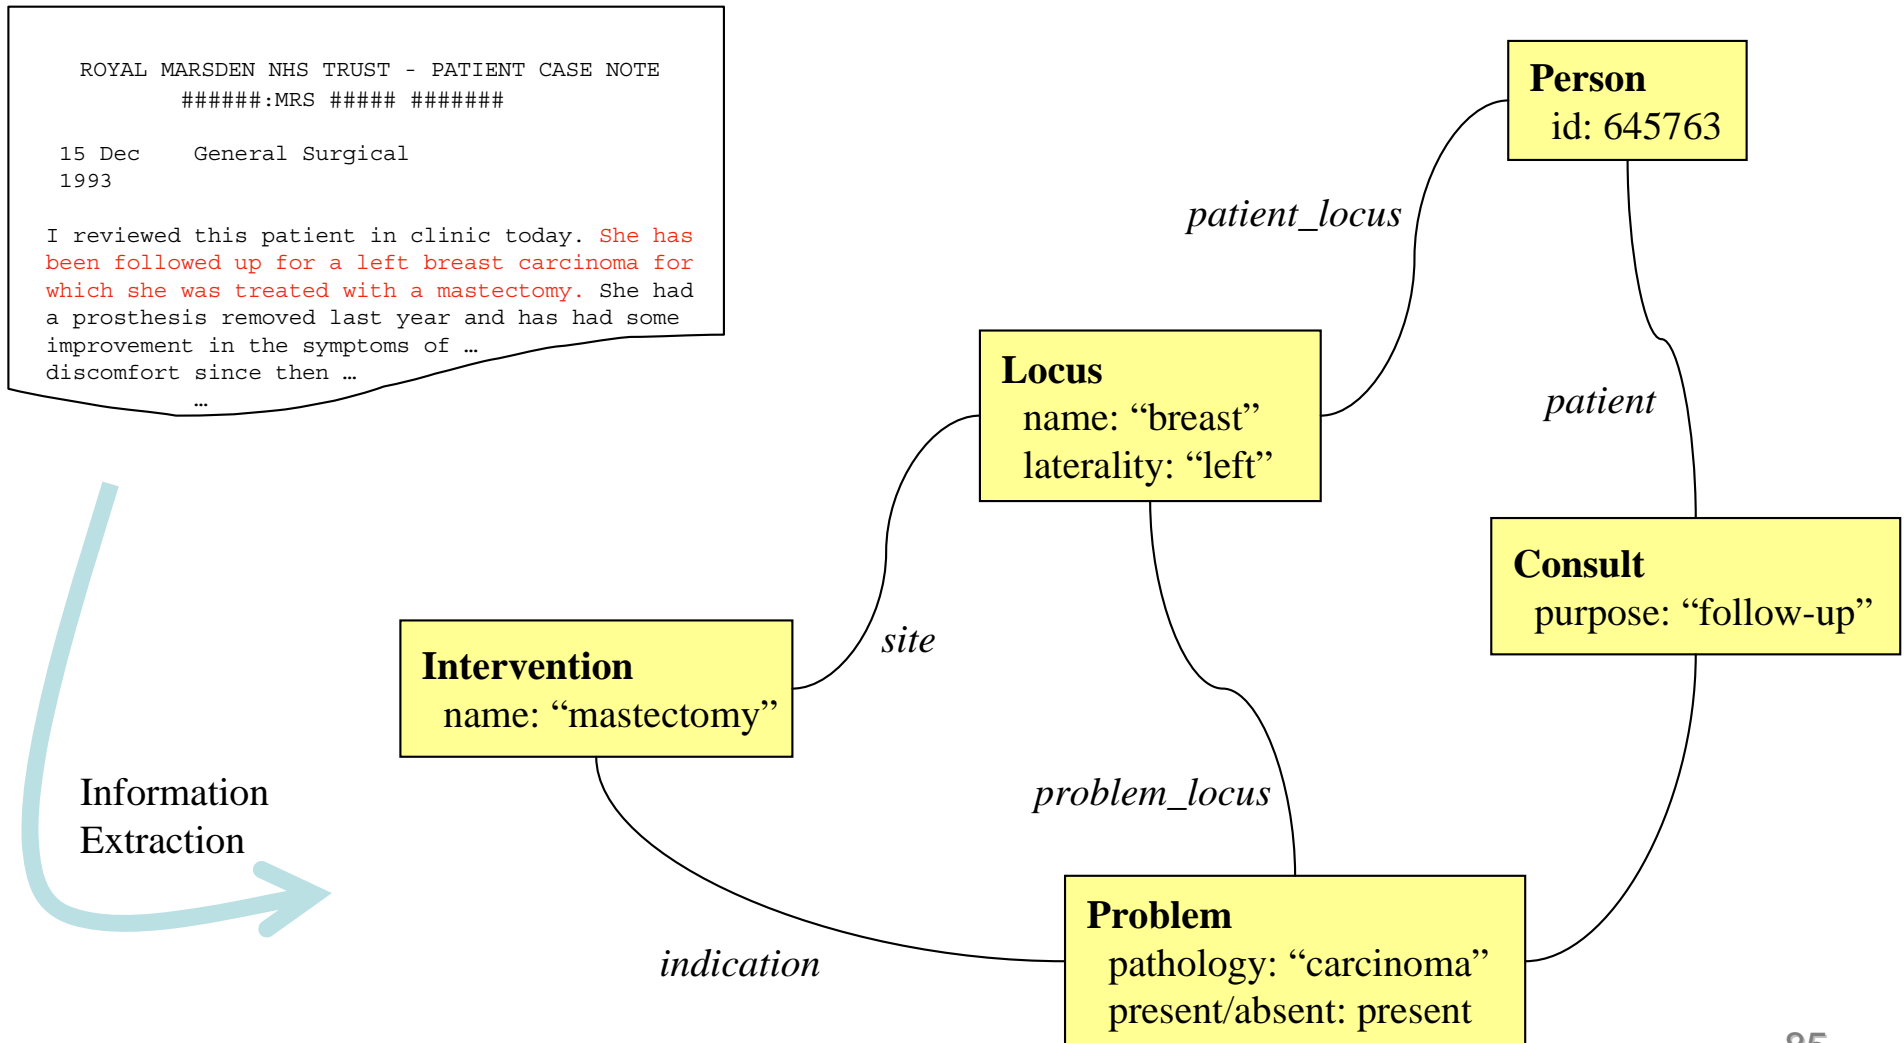 ROYAL MARSDEN NHS TRUST - PATIENT CASE NOTE
######:MRS ##### #######
15 Dec General Surgical
1993
I reviewed this patient in clinic today. She has
been followed up for a left breast carcinoma for
which she was treated with a mastectomy. She had
a prosthesis removed last year and has had some
improvement in the symptoms of …
discomfort since then …
…
Information
Extraction
Person
id: 645763
patient_locus
Locus
name: “breast”
laterality: “left”
patient
Consult
purpose: “follow-up”
site
Intervention
name: “mastectomy”
problem_locus
indication
Problem
pathology: “carcinoma”
present/absent: present